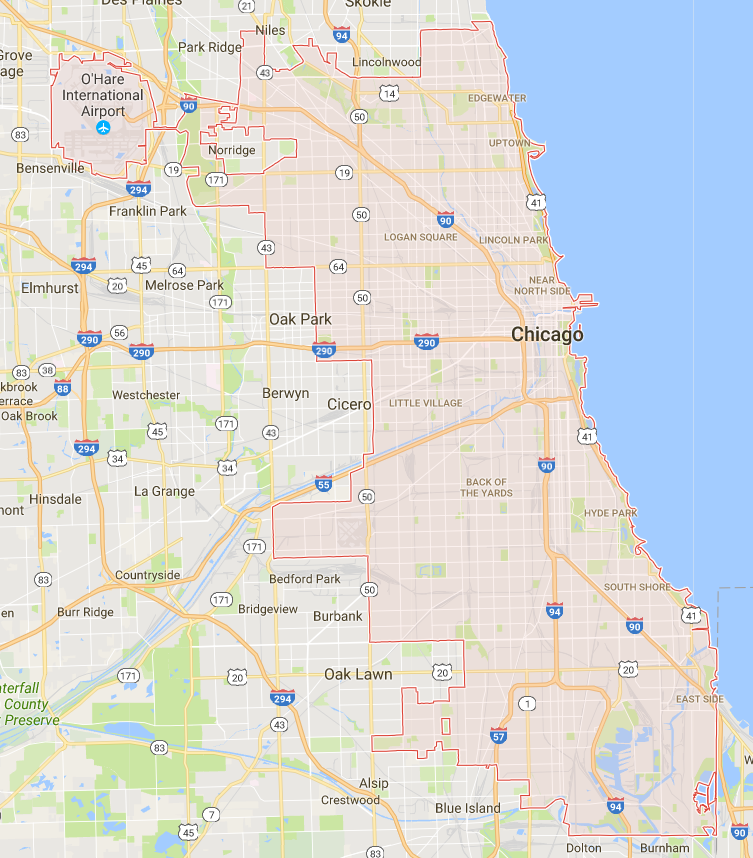 Des Plaines
Skokie
21
94
Niles
Park Ridge
Grove
age
Lincolnwood
43
O'Hare
International
Airport
14
EDGEWATER
90
50
83
UPTOWN
Norridge
Bensenville
19
171
19
294
41
Franklin Park
50
90
LOGAN SQUARE
LINCOLN PARK
43
294
45
64
64
20
Elmhurst
Melrose Park
NEAR
NORTH SIDE
171
50
Oak Park
56
Chicago
290
290
290
290
83
38
kbrook
errace
88
Westchester
Berwyn
Cicero
LITTLE VILLAGE
Oak Brook
171
45
43
41
294
34
34
90
55
La Grange
BACK OF
THE YARDS
Hinsdale
50
mont
HYDE PARK
171
Countryside
83
Bedford Park
50
SOUTH SHORE
171
Bridgeview
en
Burr Ridge
Burbank
94
41
90
171
20
Oak Lawn
20
20
aterfall
County
Preserve
294
EAST SIDE
43
1
57
83
W
Alsip
Crestwood
Blue Island
94
7
45
90
83
Dolton
Burnham